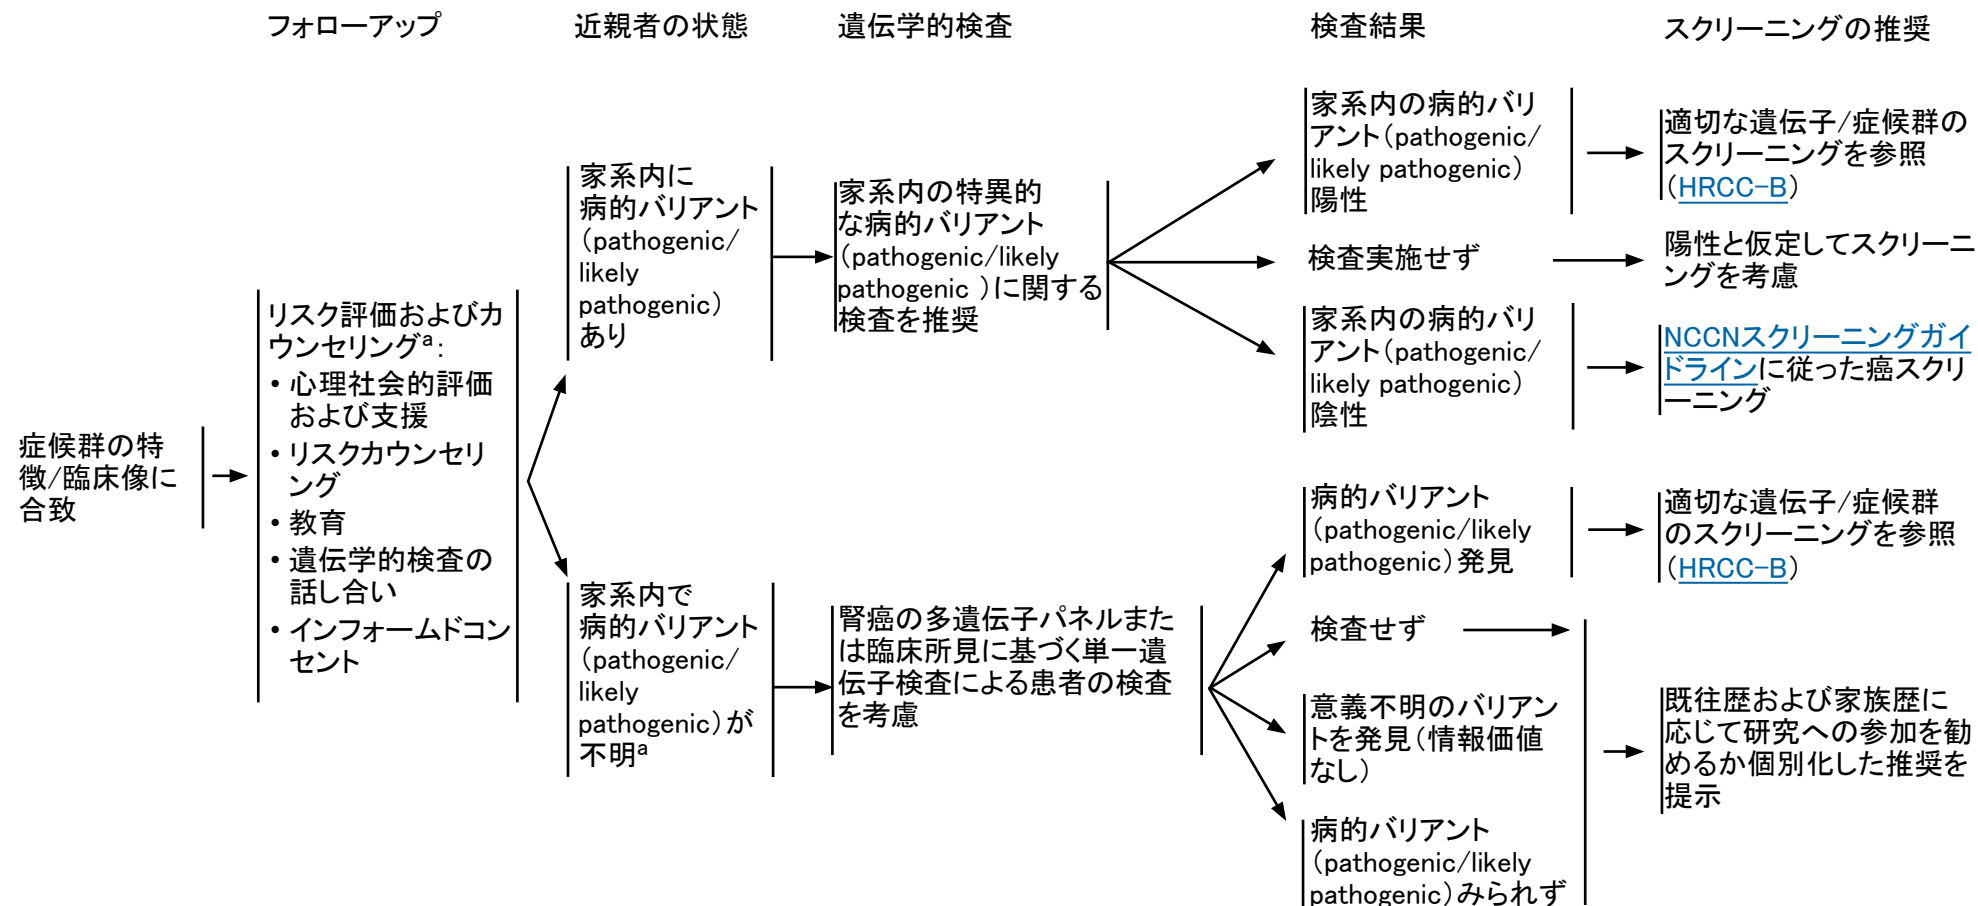 フォローアップ
近親者の状態
遺伝学的検査
検査結果
スクリーニングの推奨
症候群の特
徴/臨床像に
合致
リスク評価およびカ
ウンセリングa:
• 心理社会的評価
および支援
• リスクカウンセリ
ング
• 教育
• 遺伝学的検査の
話し合い
• インフォームドコン
セント
家系内に
病的バリアント
（pathogenic/
likely
pathogenic）
あり
家系内の特異的
な病的バリアント
（pathogenic/likely
pathogenic ）に関する
検査を推奨
家系内の病的バリ
アント（pathogenic/
likely pathogenic）
陽性
適切な遺伝子/症候群の
スクリーニングを参照
（HRCC-B）
検査実施せず
陽性と仮定してスクリーニ
ングを考慮
家系内の病的バリ
アント（pathogenic/
likely pathogenic）
陰性
NCCNスクリーニングガイ
ドラインに従った癌スクリ
ーニング
家系内で
病的バリアント
（pathogenic/
likely
pathogenic）が
不明a
腎癌の多遺伝子パネルまた
は臨床所見に基づく単一遺
伝子検査による患者の検査
を考慮
病的バリアント
（pathogenic/likely
pathogenic）発見
適切な遺伝子/症候群
のスクリーニングを参照
（HRCC-B）
検査せず
意義不明のバリアン
トを発見（情報価値
なし）
病的バリアント
（pathogenic/likely
pathogenic）みられず
既往歴および家族歴に
応じて研究への参加を勧
めるか個別化した推奨を
提示